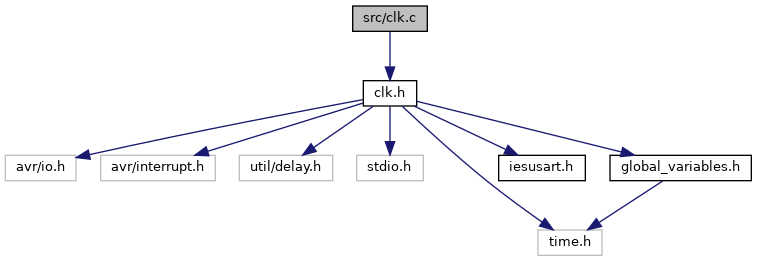 src/clk.c
clk.h
avr/io.h
avr/interrupt.h
util/delay.h
stdio.h
iesusart.h
global_variables.h
time.h